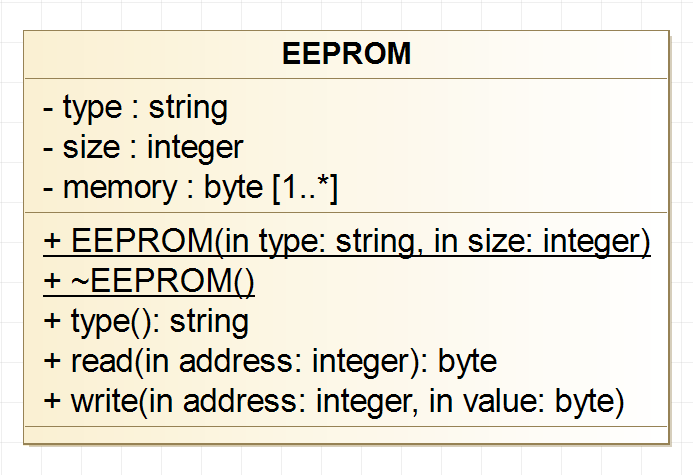 EEPROM
- type : string
- size : integer
- memory : byte [1..*]
+ EEPROM(in type: string, in size: integer)
+ ~EEPROM()
+ type(): string
+ read(in address: integer): byte
+ write(in address: integer, in value: byte)